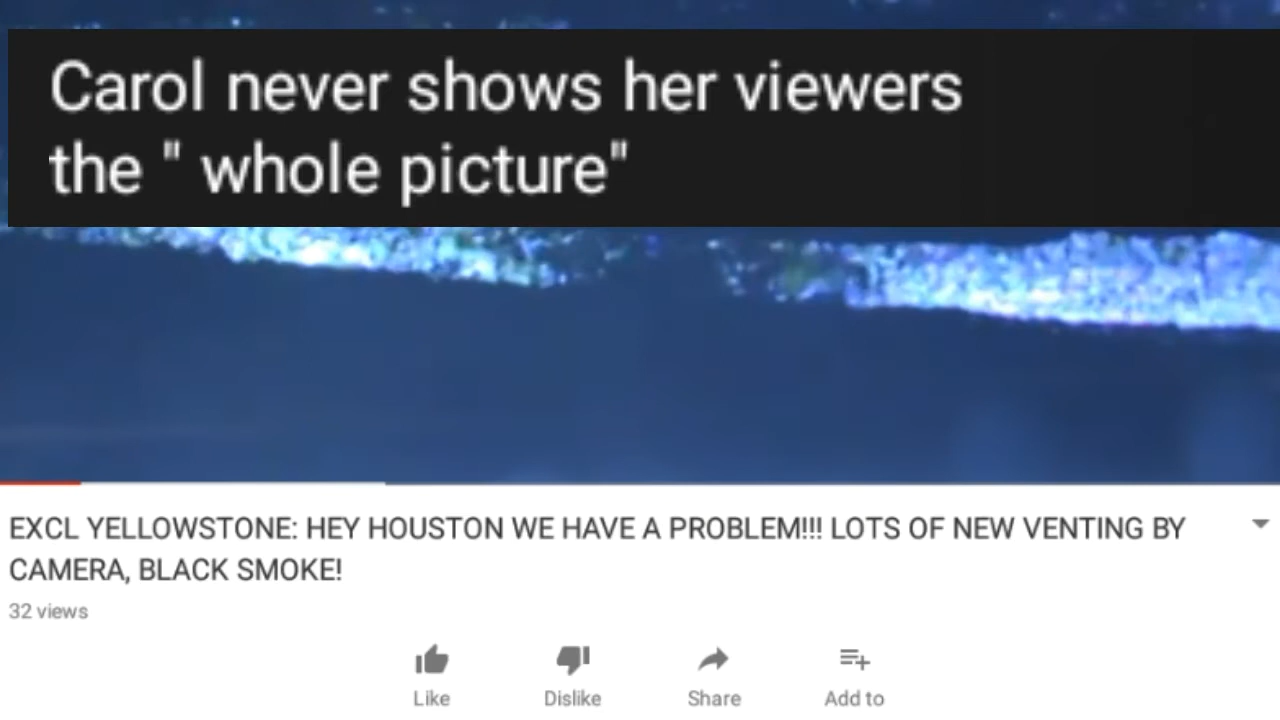 Carol never shows her viewers
the " whole picture"
EXCL YELLOWSTONE: HEY HOUSTON WE HAVE A PROBLEM!!! LOTS OF NEW VENTING BY
CAMERA, BLACK SMOKE!
32 views
Like Dislike Share Add to